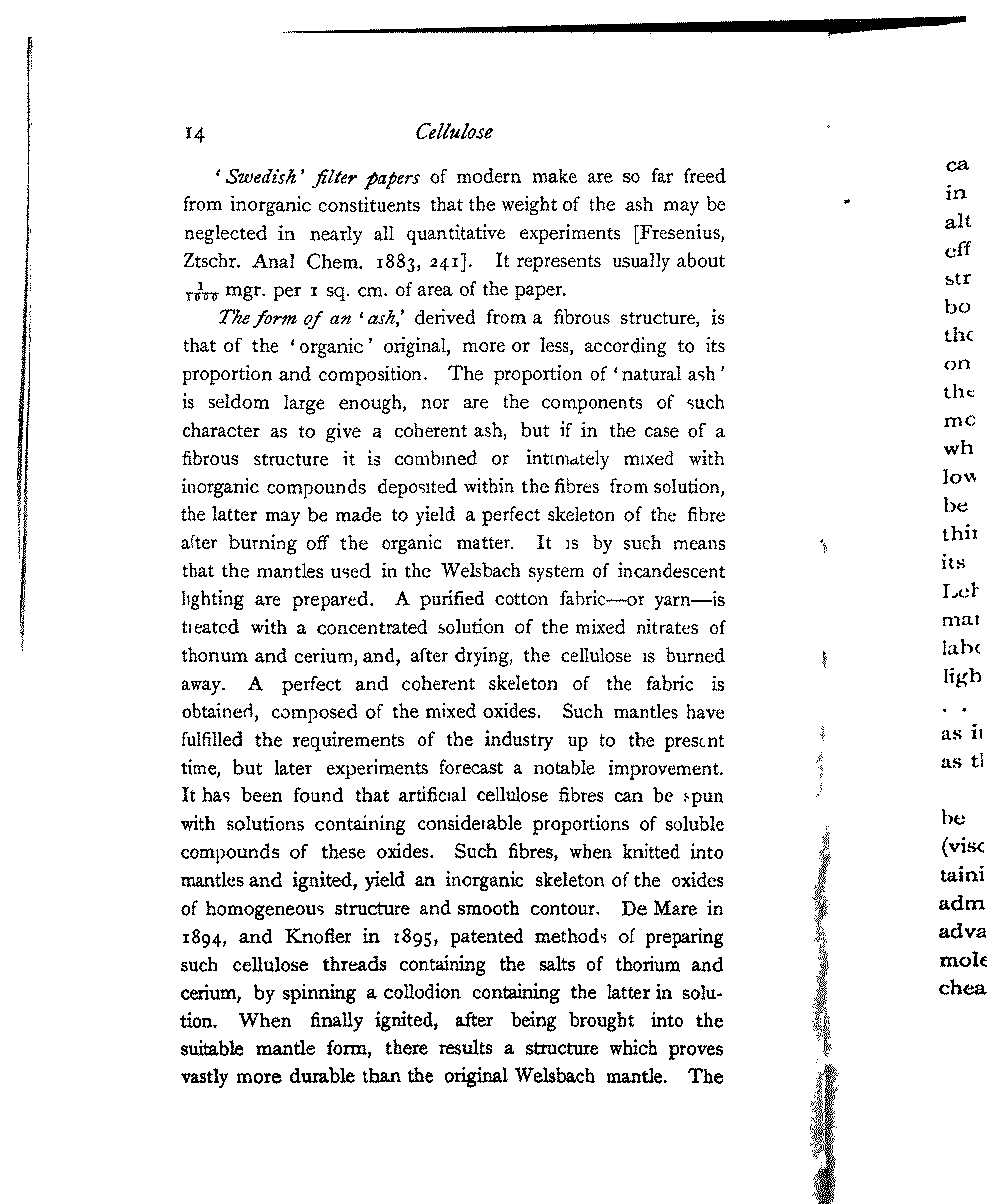 14 Cellulose
‘Swedish’ filter papers of modern make are so far freed
from inorganic constituents that the weight of the ash may be
neglected in nearly all quantitative experiments [Fresenius,
Ztschr. Anal Chem. 1883, 241]. It represents usually about
1/1000 mgr. per 1 sq. cm. of area of the paper.
The form of an ‘ash,’ derived from a fibrous structure, is
that of the ‘organic’ original, more or less, according to its
proportion and composition. The proportion of ‘natural ash’
is seldom large enough, nor are the components of such
character as to give a coherent ash, but if in the case of a
fibrous structure it is combined or intimately mixed with
inorganic compounds deposited within the fibres from solution,
the latter may be made to yield a perfect skeleton of the fibre
after burning off the organic matter. It is by such means
that the mantles used in the Welsbach system of incandescent
lighting are prepared. A purified cotton fabric—or yarn—is
treated with a concentrated solution of the mixed nitrates of
thorium and cerium, and, after drying, the cellulose is burned
away. A perfect and coherent skeleton of the fabric is
obtained, composed of the mixed oxides. Such mantles have
fulfilled the requirements of the industry up to the present
time, but later experiments forecast a notable improvement.
It has been found that artificial cellulose fibres can be spun
with solutions containing considerable proportions of soluble
compounds of these oxides. Such fibres, when knitted into
mantles and ignited, yield an inorganic skeleton of the oxides
of homogeneous structure and smooth contour. De Mare in
1894, and Knofler in 1895, patented methods of preparing
such cellulose threads containing the salts of thorium and
cerium, by spinning a collodion containing the latter in solu-
tion. When finally ignited, after being brought into the
suitable mantle form, there results a structure which proves
vastly more durable than the original Welsbach mantle. The
ca
in
alt
eff
str
bo
the
on
the
mc
wh
low
be
thin
its
Leh
mat
labo
ligh
. .
as it
as th
be
(visc
taini
adm
adva
mole
chea